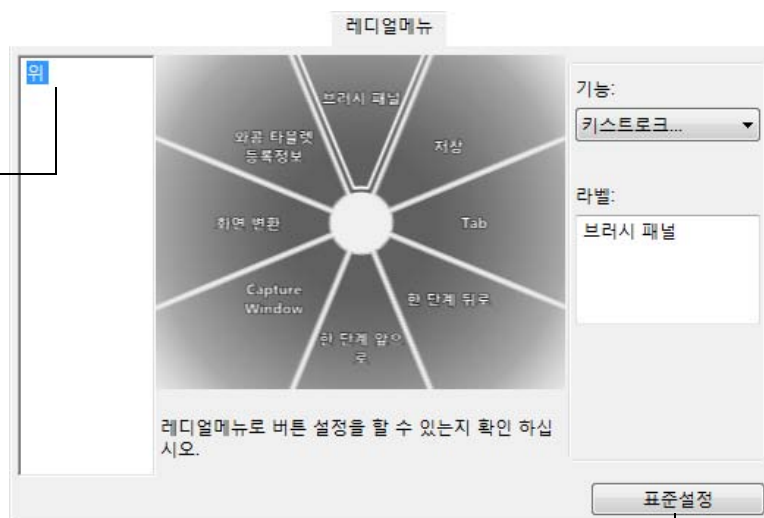 레디얼메뉴
위
브러시 패널
와콤 타블렛
등록정보
저장
화면 변환
Tab
Capture
Window
한 단계 뒤로
한 단계 앞으
로
레디얼메뉴로 버튼 설정을 할 수 있는지 확인 하십
시오.
기능:
키스트로크...
라벨:
브러시 패널
표준설정